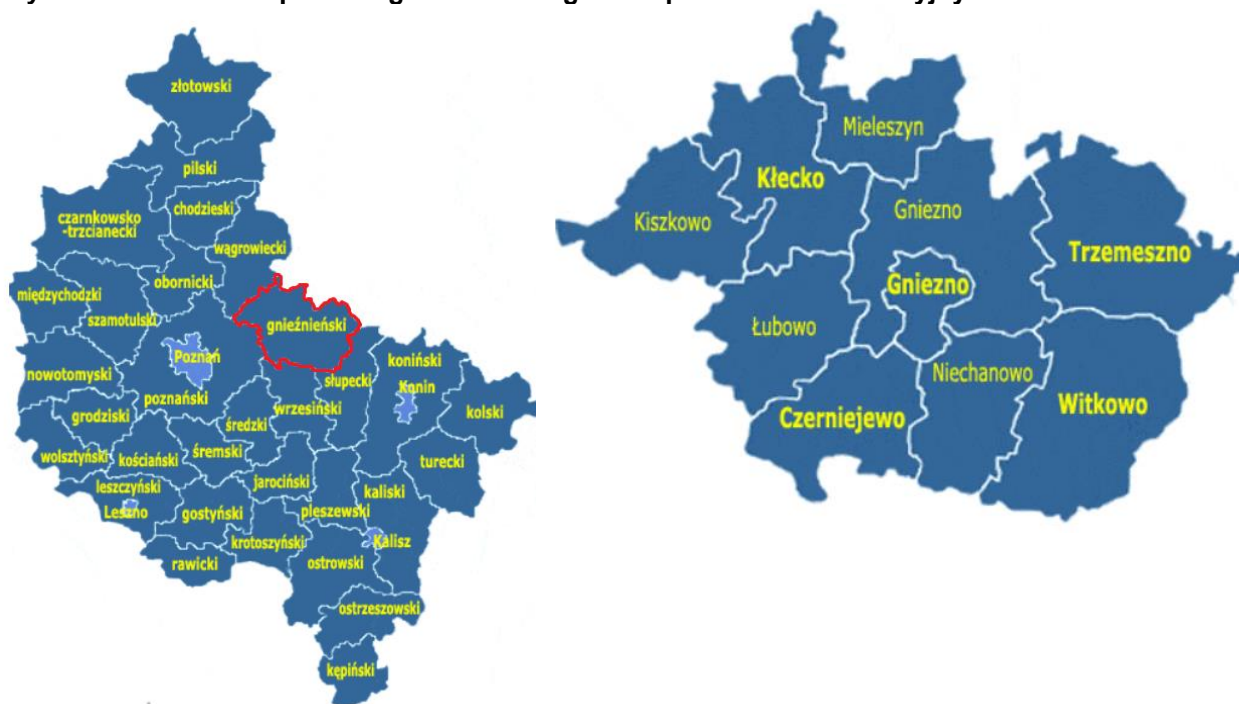 złotowski
pilski
chodzieski
czarnkowsko
-trzcianecki
wągrowiecki
obornicki
międzychodzki
szamotulski
gnieźnieński
Poznań
nowotomyski
poznański
słupecki
koniński
Konin
kolski
grodziski
średzki
wrzesiński
wolsztyński
kościański
śremski
turecki
jarociński
leszczyński
Leszno
gostyński
pleszewski
kaliski
krotoszyński
Kalisz
rawicki
ostrowski
ostrzeszowski
kępiński
Mieleszyn
Kłecko
Kiszkowo
Gniezno
Trzemeszno
Gniezno
Łubowo
Niechanowo
Czerniejewo
Witkowo